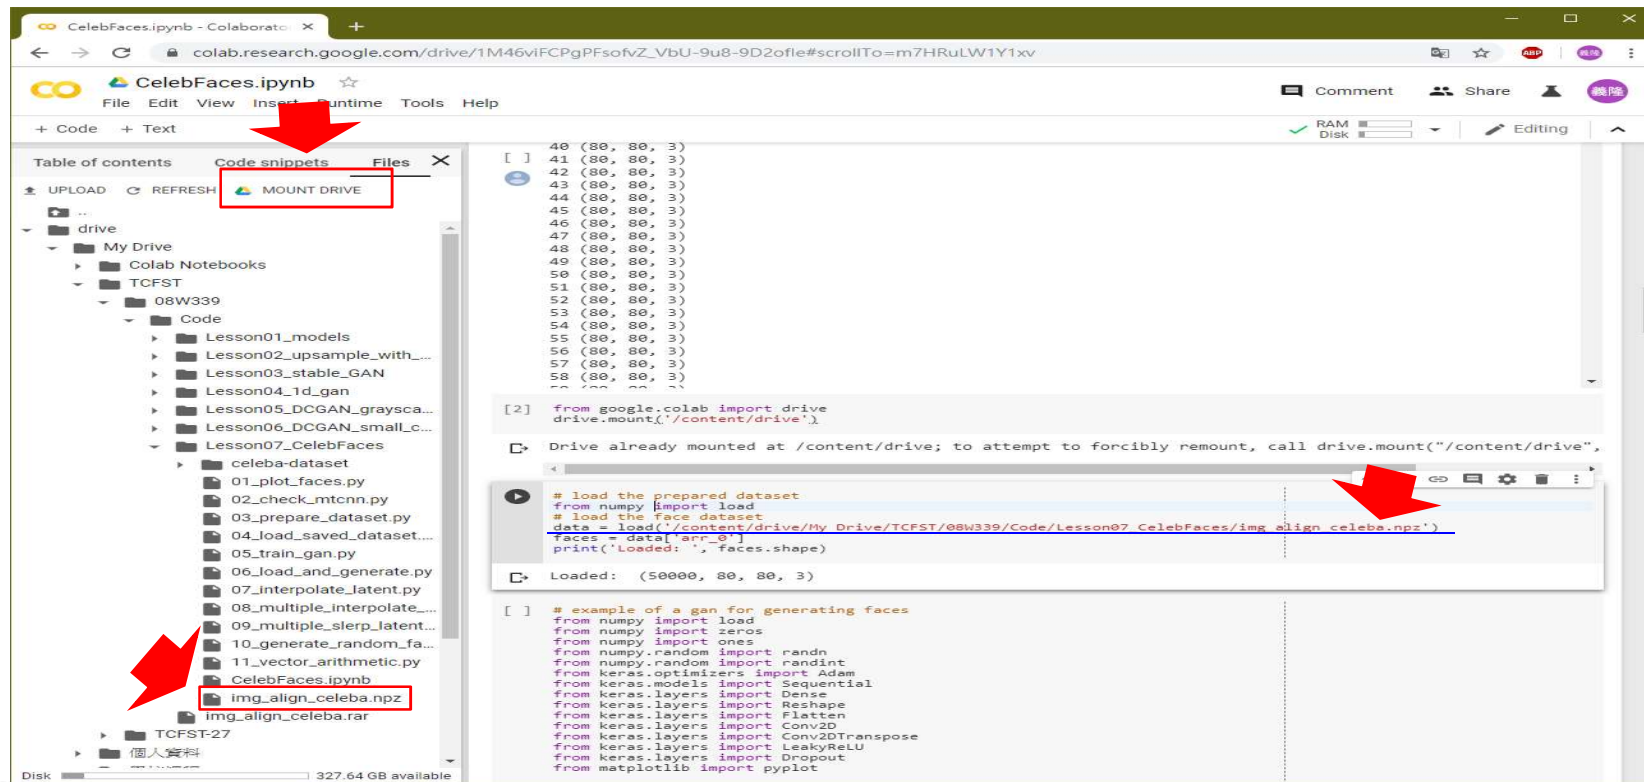 CelebFaces.ipynb - Colaborato
colab.research.google.com/drive/1M46viFCPgPFsofvZ_VbU-9u8-9D2ofIe#scrollTo=m7HRuLW1Y1xv
ABP
義隆
CelebFaces.ipynb
File Edit View Insert Runtime Tools Help
Comment
Share
義隆
+ Code + Text
RAM
Disk
Editing
Table of contents Code snippets Files
UPLOAD REFRESH MOUNT DRIVE
..
drive
My Drive
Colab Notebooks
TCFST
08W339
Code
Lesson01_models
Lesson02_upsample_with_...
Lesson03_stable_GAN
Lesson04_1d_gan
Lesson05_DCGAN_graysca...
Lesson06_DCGAN_small_c...
Lesson07_CelebFaces
celeba-dataset
01_plot_faces.py
02_check_mtcnn.py
03_prepare_dataset.py
04_load_saved_dataset....
05_train_gan.py
06_load_and_generate.py
07_interpolate_latent.py
08_multiple_interpolate_...
09_multiple_slerp_latent...
10_generate_random_fa...
11_vector_arithmetic.py
CelebFaces.ipynb
img_align_celeba.npz
img_align_celeba.rar
TCFST-27
個人資料
Disk 327.64 GB available
40 (80, 80, 3)
[ ] 41 (80, 80, 3)
42 (80, 80, 3)
43 (80, 80, 3)
44 (80, 80, 3)
45 (80, 80, 3)
46 (80, 80, 3)
47 (80, 80, 3)
48 (80, 80, 3)
49 (80, 80, 3)
50 (80, 80, 3)
51 (80, 80, 3)
52 (80, 80, 3)
53 (80, 80, 3)
54 (80, 80, 3)
55 (80, 80, 3)
56 (80, 80, 3)
57 (80, 80, 3)
58 (80, 80, 3)
[2] from google.colab import drive
drive.mount('/content/drive')
Drive already mounted at /content/drive; to attempt to forcibly remount, call drive.mount("/content/drive",
# load the prepared dataset
from numpy import load
# load the face dataset
data = load('/content/drive/My Drive/TCFST/08W339/Code/Lesson07_CelebFaces/img_align_celeba.npz')
faces = data['arr_0']
print('Loaded: ', faces.shape)
Loaded: (50000, 80, 80, 3)
[ ] # example of a gan for generating faces
from numpy import load
from numpy import zeros
from numpy import ones
from numpy.random import randn
from numpy.random import randint
from keras.optimizers import Adam
from keras.models import Sequential
from keras.layers import Dense
from keras.layers import Reshape
from keras.layers import Flatten
from keras.layers import Conv2D
from keras.layers import Conv2DTranspose
from keras.layers import LeakyReLU
from keras.layers import Dropout
from matplotlib import pyplot